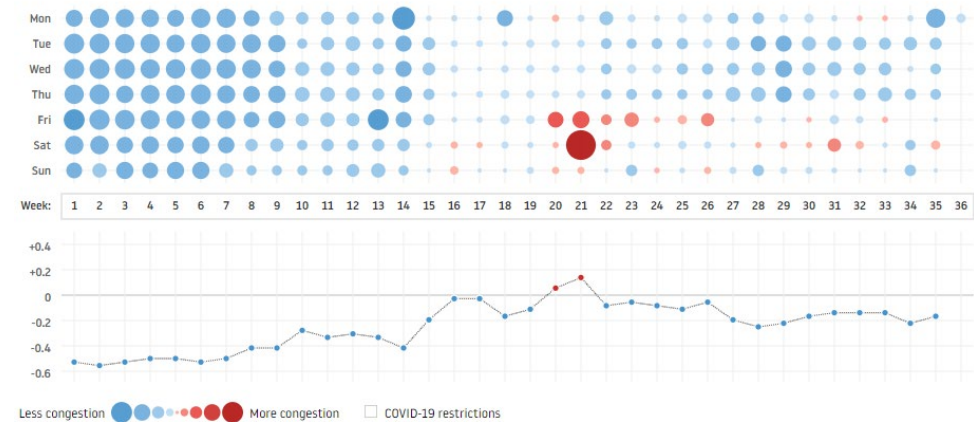 Mon
Tue
Wed
Thu
Fri
Sat
Sun
Week: 1 2 3 4 5 6 7 8 9 10 11 12 13 14 15 16 17 18 19 20 21 22 23 24 25 26 27 28 29 30 31 32 33 34 35 36
+0.4
+0.2
0
-0.2
-0.4
-0.6
Less congestion More congestion COVID-19 restrictions